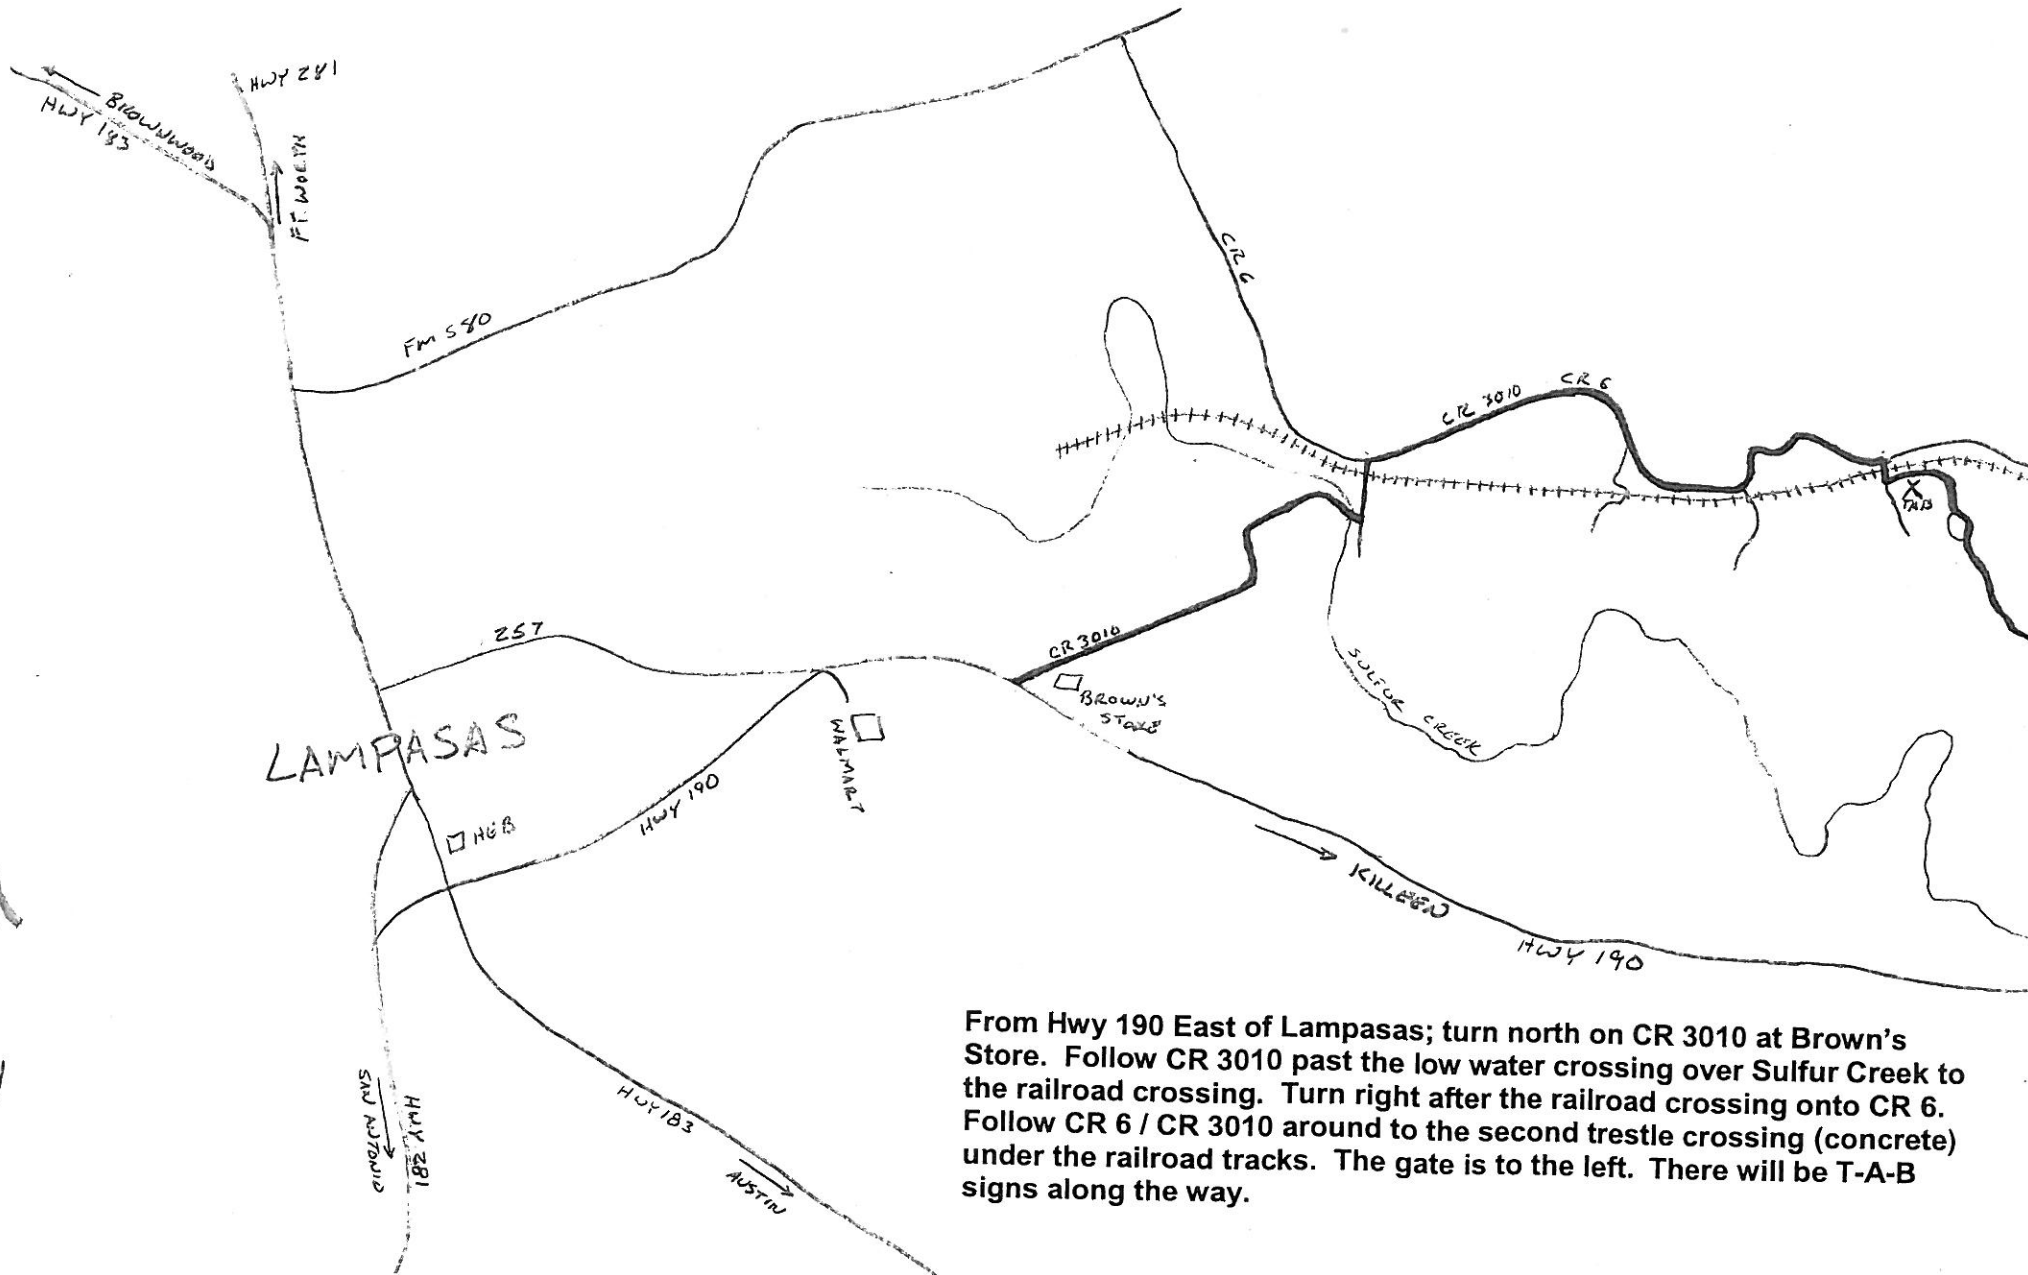 HWY 281
BROWNWOOD
HWY 183
FT. WORTH
CR 6
FM 580
CR 6
CR 3010
TAB
257
CR 3010
BROWN'S
STORE
SULFUR CREEK
LAMPASAS
WALMART
HWY 190
HEB
KILLEEN
HWY 190
SAN ANTONIO
HWY 281
HWY 183
AUSTIN
From Hwy 190 East of Lampasas; turn north on CR 3010 at Brown's
Store. Follow CR 3010 past the low water crossing over Sulfur Creek to
the railroad crossing. Turn right after the railroad crossing onto CR 6.
Follow CR 6 / CR 3010 around to the second trestle crossing (concrete)
under the railroad tracks. The gate is to the left. There will be T-A-B
signs along the way.